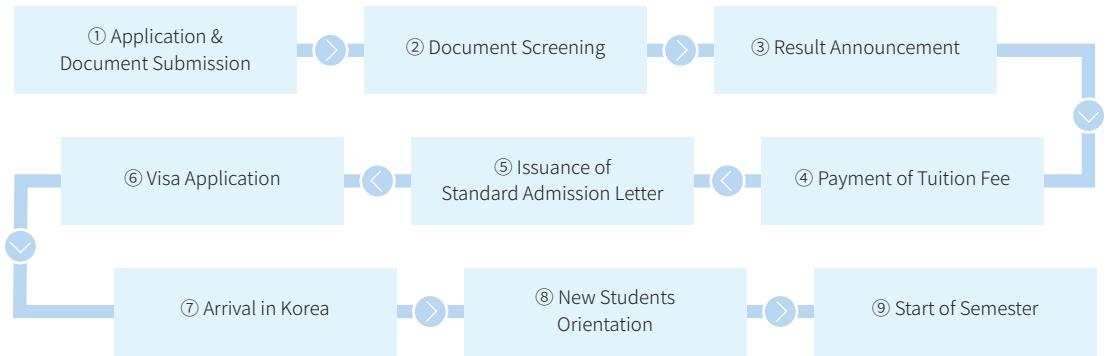 ① Application &
Document Submission
② Document Screening
③ Result Announcement
④ Payment of Tuition Fee
⑤ Issuance of
Standard Admission Letter
⑥ Visa Application
⑦ Arrival in Korea
⑧ New Students
Orientation
⑨ Start of Semester